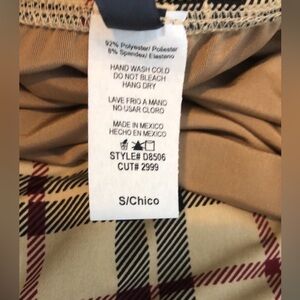 92% Polyester/ Poliester
8% Spandex/ Elasteno
HAND WASH COLD
DO NOT BLEACH
HANG DRY
LAVE FRIO A MANO
NO USAR CLORO
MADE IN MEXICO
HECHO EN MEXICO
STYLE# D8506
CUT# 2999
S/Chico